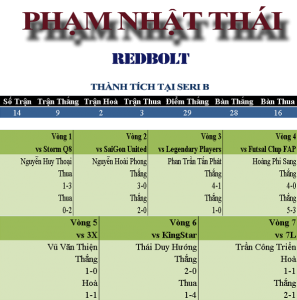 PHẠM NHẬT THÁI
REDBOLT
THÀNH TÍCH TẠI SERI B
Số Trận Trận Thắng Trận Hoà Trận Thua Điểm Thắng Bàn Thắng Bàn Thua
14 9 2 3 29 28 16
Vòng 1 Vòng 2 Vòng 3 Vòng 4
vs Storm Q8 vs SaiGon United vs Legendary Players vs Futsal Clup FAP
Nguyễn Huy Thoại Nguyễn Hoài Phong Phan Trần Tấn Phát Hoàng Phi Sang
Thua Thắng Thắng Thắng
1-3 3-0 4-1 4-0
Thua Thắng Thắng Thắng
0-2 2-0 1-0 5-3
Vòng 5 Vòng 6 Vòng 7
vs 3X vs KingStar vs 7L
Vũ Văn Thiện Thái Duy Hướng Trần Công Triển
Thắng Thắng Hoà
1-0 2-0 1-1
Hoà Thua Thắng
1-1 1-4 2-1